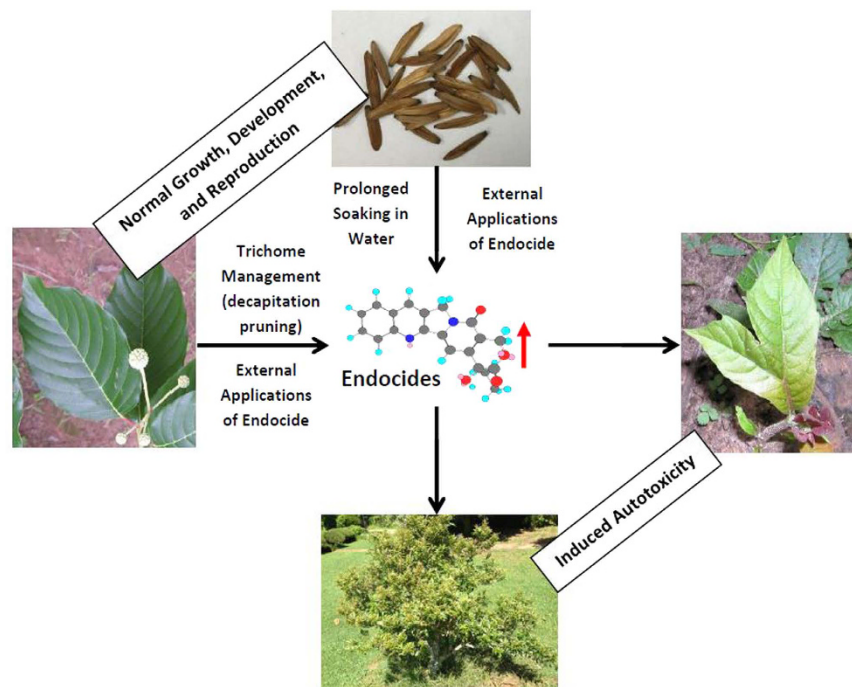 Normal Growth, Development,
and Reproduction
Prolonged
Soaking in
Water
External
Applications
of Endocide
Trichome
Management
(decapitation
pruning)
External
Applications
of Endocide
Endocides
Induced Autotoxicity